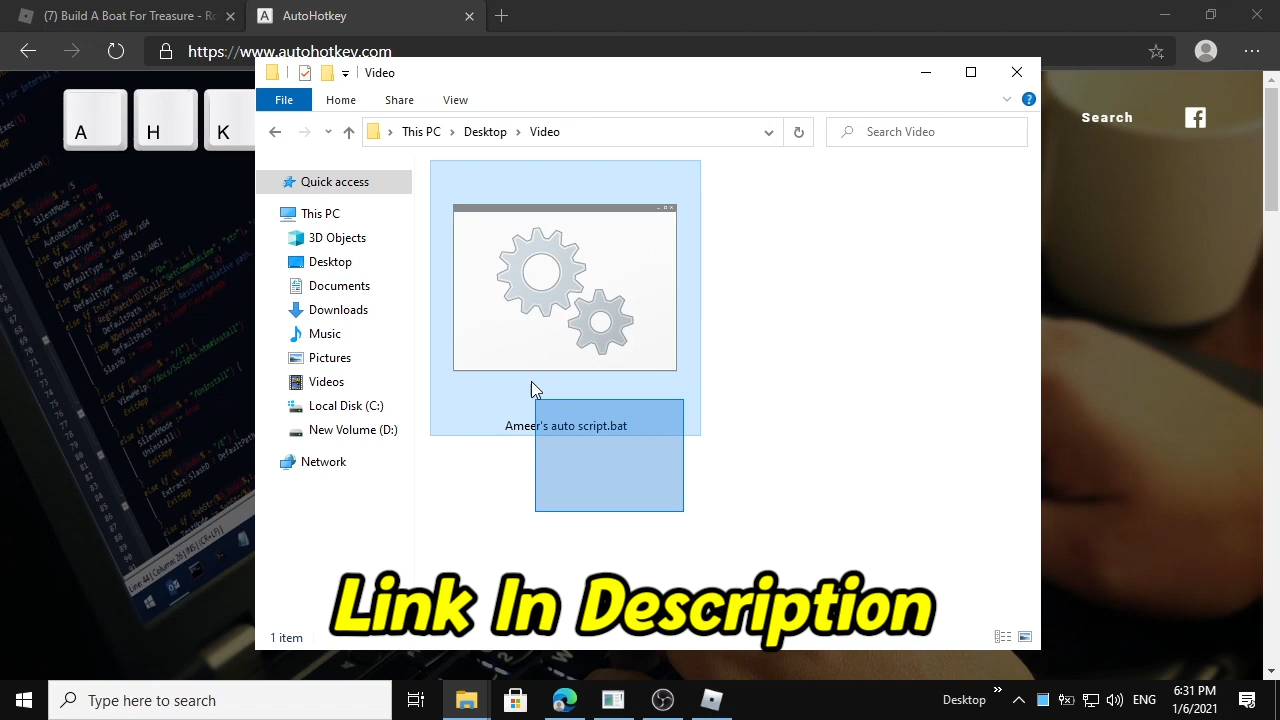 (7) Build A Boat For Treasure - Ro
AutoHotkey
https://www.autohotkey.com
A H K
Search
Video
File
Home
Share
View
This PC
Desktop
Video
Search Video
Quick access
This PC
3D Objects
Desktop
Documents
Downloads
Music
Pictures
Videos
Local Disk (C:)
New Volume (D:)
Network
Ameer's auto script.bat
Link In Description
1 item
Type here to search
Desktop
ENG
6:31 PM
1/6/2021